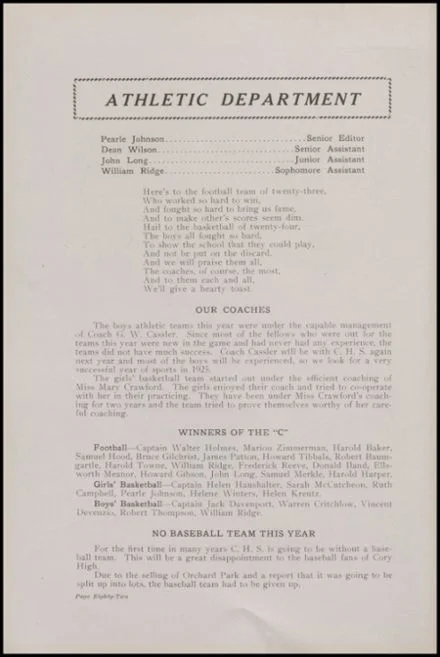 ATHLETIC DEPARTMENT
Pearle Johnson..............................Senior Editor
Dean Wilson..............................Senior Assistant
John Long...............................Junior Assistant
William Ridge........................Sophomore Assistant
Here's to the football team of twenty-three,
Who worked so hard to win,
And fought so hard to bring us fame,
And to make other's scores seem dim.
Hail to the basketball of twenty-four,
The boys all fought so hard,
To show the school that they could play,
And not be put on the discard.
And we will praise them all,
The coaches, of course, the most,
And to them each and all,
We'll give a hearty toast.
OUR COACHES
The boys athletic teams this year were under the capable management
of Coach G. W. Cassler. Since most of the fellows who were out for the
teams this year were new in the game and had never had any experience, the
teams did not have much success. Coach Cassler will be with C. H. S. again
next year and most of the boys will be experienced, so we look for a very
successful year of sports in 1925.
The girls' basketball team started out under the efficient coaching of
Miss Mary Crawford. The girls enjoyed their coach and tried to co-operate
with her in their practicing. They have been under Miss Crawford's coach-
ing for two years and the team tried to prove themselves worthy of her care-
ful coaching.
WINNERS OF THE "C"
Football—Captain Walter Holmes, Marion Zimmerman, Harold Baker,
Samuel Hood, Bruce Gilchrist, James Patton, Howard Tibbals, Robert Baum-
gartle, Harold Towne, William Ridge, Frederick Reeve, Donald Iland, Ells-
worth Meanor, Howard Gibson, John Long, Samuel Merkle, Harold Harper.
Girls' Basketball—Captain Helen Haushalter, Sarah McCutcheon, Ruth
Campbell, Pearle Johnson, Helene Winters, Helen Kreutz.
Boys' Basketball—Captain Jack Davenport, Warren Critchlow, Vincent
Devenzio, Robert Thompson, William Ridge.
NO BASEBALL TEAM THIS YEAR
For the first time in many years C. H. S. is going to be without a base-
ball team. This will be a great disappointment to the baseball fans of Cory
High.
Due to the selling of Orchard Park and a report that it was going to be
split up into lots, the baseball team had to be given up.
Page Eighty-Two